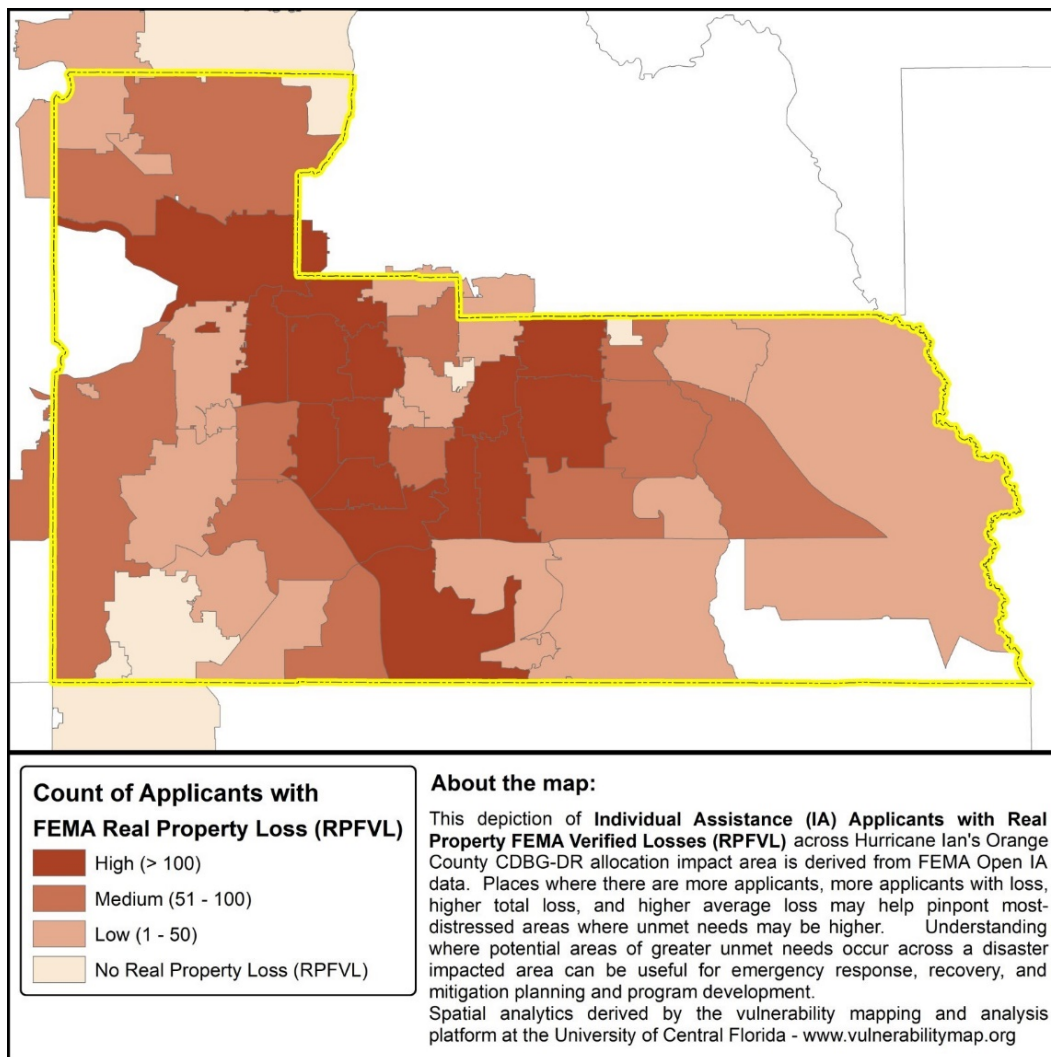 Count of Applicants with
FEMA Real Property Loss (RPFVL)
High (> 100)
Medium (51 - 100)
Low (1 - 50)
No Real Property Loss (RPFVL)
About the map:
This depiction of Individual Assistance (IA) Applicants with Real
Property FEMA Verified Losses (RPFVL) across Hurricane Ian's Orange
County CDBG-DR allocation impact area is derived from FEMA Open IA
data. Places where there are more applicants, more applicants with loss,
higher total loss, and higher average loss may help pinpont most-
distressed areas where unmet needs may be higher. Understanding
where potential areas of greater unmet needs occur across a disaster
impacted area can be useful for emergency response, recovery, and
mitigation planning and program development.
Spatial analytics derived by the vulnerability mapping and analysis
platform at the University of Central Florida - www.vulnerabilitymap.org